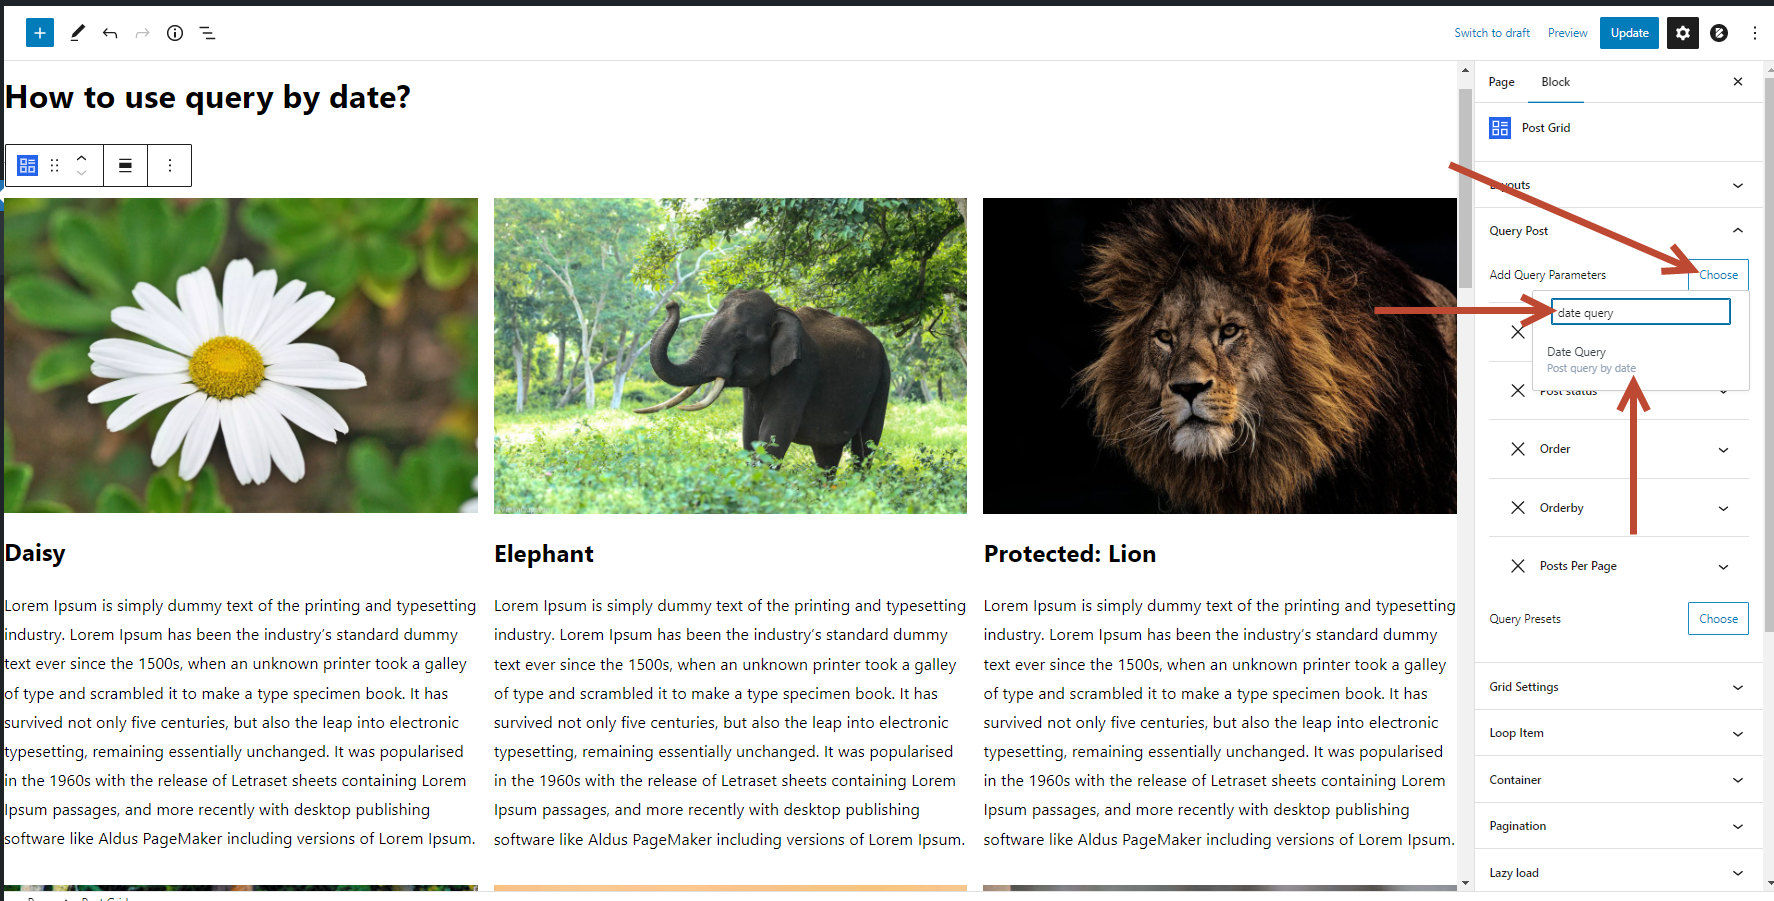 Switch to draft
Preview
Update
How to use query by date?
Page
Block
Post Grid
Layouts
Query Post
Add Query Parameters
Choose
date query
Date Query
Post query by date
Post status
Order
Orderby
Posts Per Page
Query Presets
Choose
Grid Settings
Loop Item
Container
Pagination
Lazy load
Daisy
Lorem Ipsum is simply dummy text of the printing and typesetting
industry. Lorem Ipsum has been the industry’s standard dummy
text ever since the 1500s, when an unknown printer took a galley
of type and scrambled it to make a type specimen book. It has
survived not only five centuries, but also the leap into electronic
typesetting, remaining essentially unchanged. It was popularised
in the 1960s with the release of Letraset sheets containing Lorem
Ipsum passages, and more recently with desktop publishing
software like Aldus PageMaker including versions of Lorem Ipsum.
Elephant
Lorem Ipsum is simply dummy text of the printing and typesetting
industry. Lorem Ipsum has been the industry’s standard dummy
text ever since the 1500s, when an unknown printer took a galley
of type and scrambled it to make a type specimen book. It has
survived not only five centuries, but also the leap into electronic
typesetting, remaining essentially unchanged. It was popularised
in the 1960s with the release of Letraset sheets containing Lorem
Ipsum passages, and more recently with desktop publishing
software like Aldus PageMaker including versions of Lorem Ipsum.
Protected: Lion
Lorem Ipsum is simply dummy text of the printing and typesetting
industry. Lorem Ipsum has been the industry’s standard dummy
text ever since the 1500s, when an unknown printer took a galley
of type and scrambled it to make a type specimen book. It has
survived not only five centuries, but also the leap into electronic
typesetting, remaining essentially unchanged. It was popularised
in the 1960s with the release of Letraset sheets containing Lorem
Ipsum passages, and more recently with desktop publishing
software like Aldus PageMaker including versions of Lorem Ipsum.